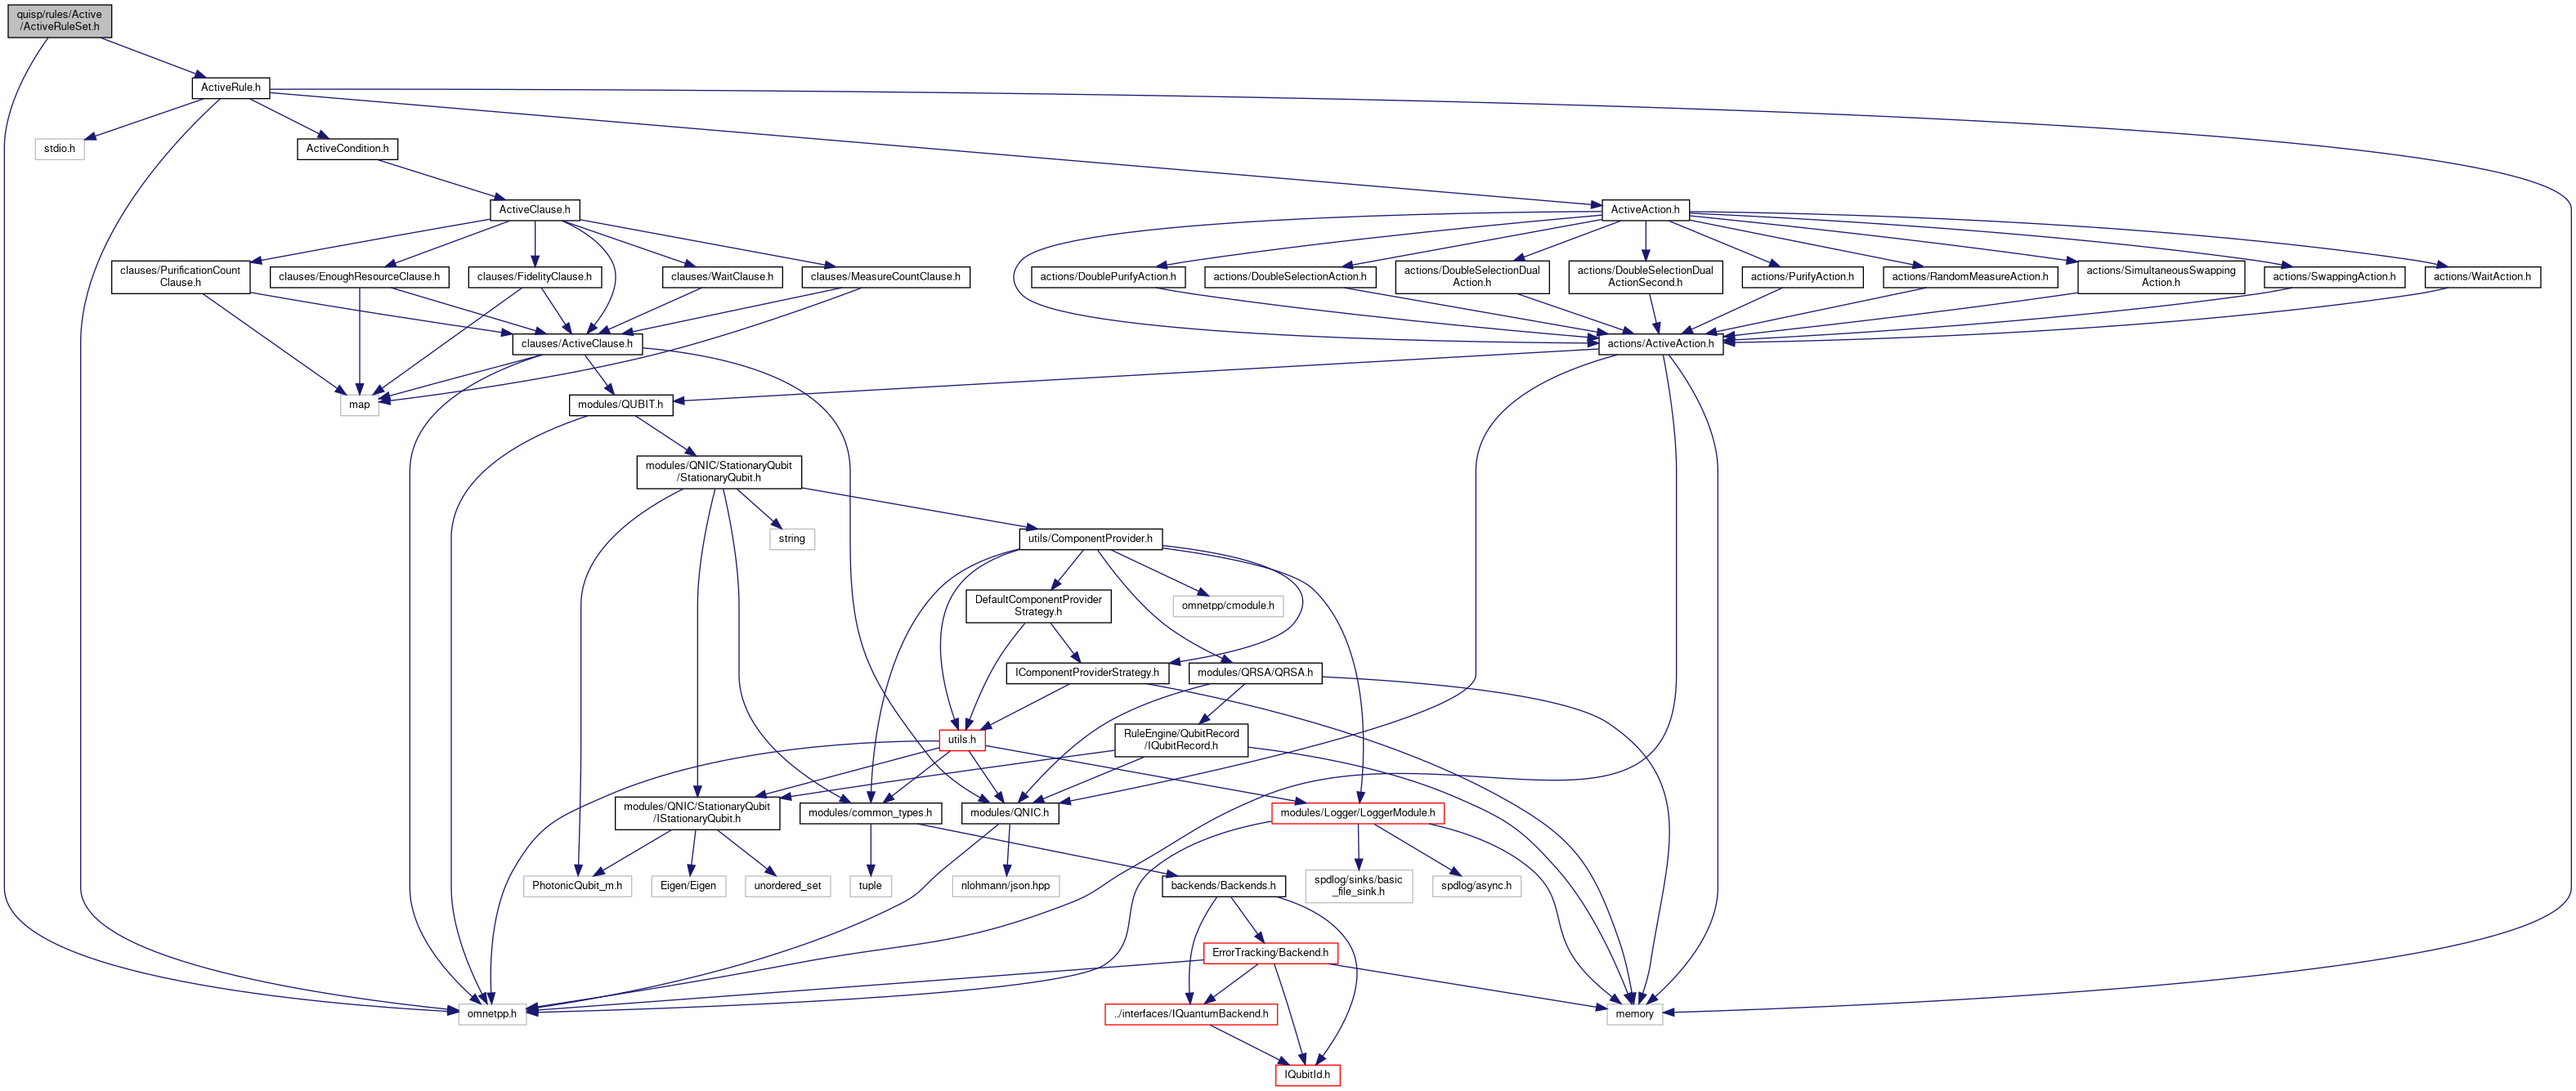 quisp/rules/Active
/ActiveRuleSet.h
ActiveRule.h
stdio.h
ActiveCondition.h
ActiveClause.h
ActiveAction.h
clauses/PurificationCount
Clause.h
clauses/EnoughResourceClause.h
clauses/FidelityClause.h
clauses/WaitClause.h
clauses/MeasureCountClause.h
actions/DoublePurifyAction.h
actions/DoubleSelectionAction.h
actions/DoubleSelectionDual
Action.h
actions/DoubleSelectionDual
ActionSecond.h
actions/PurifyAction.h
actions/RandomMeasureAction.h
actions/SimultaneousSwapping
Action.h
actions/SwappingAction.h
actions/WaitAction.h
clauses/ActiveClause.h
actions/ActiveAction.h
map
modules/QUBIT.h
modules/QNIC/StationaryQubit
/StationaryQubit.h
string
utils/ComponentProvider.h
DefaultComponentProvider
Strategy.h
omnetpp/cmodule.h
IComponentProviderStrategy.h
modules/QRSA/QRSA.h
utils.h
RuleEngine/QubitRecord
/IQubitRecord.h
modules/QNIC/StationaryQubit
/IStationaryQubit.h
modules/common_types.h
modules/QNIC.h
modules/Logger/LoggerModule.h
PhotonicQubit_m.h
Eigen/Eigen
unordered_set
tuple
nlohmann/json.hpp
backends/Backends.h
spdlog/sinks/basic
_file_sink.h
spdlog/async.h
ErrorTracking/Backend.h
omnetpp.h
../interfaces/IQuantumBackend.h
memory
IQubitId.h